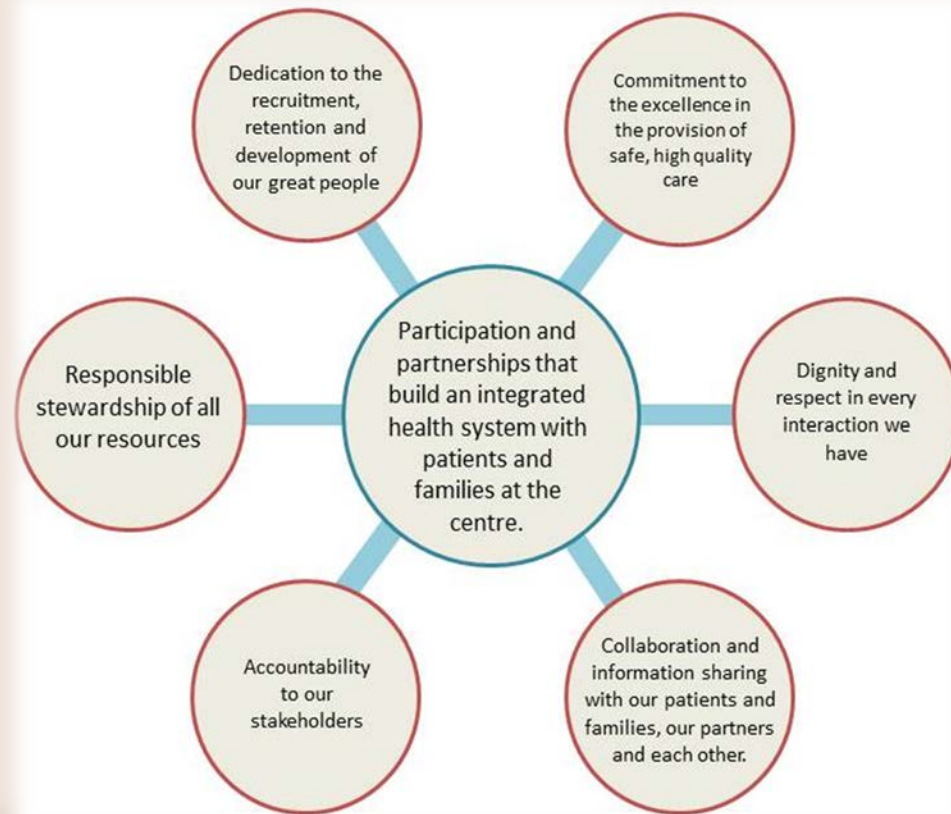 Dedication to the
recruitment,
retention and
development of
our great people
Commitment to
the excellence in
the provision of
safe, high quality
care
Participation and
partnerships that
build an integrated
health system with
patients and
families at the
centre.
Responsible
stewardship of all
our resources
Dignity and
respect in every
interaction we
have
Accountability
to our
stakeholders
Collaboration and
information sharing
with our patients and
families, our partners
and each other.